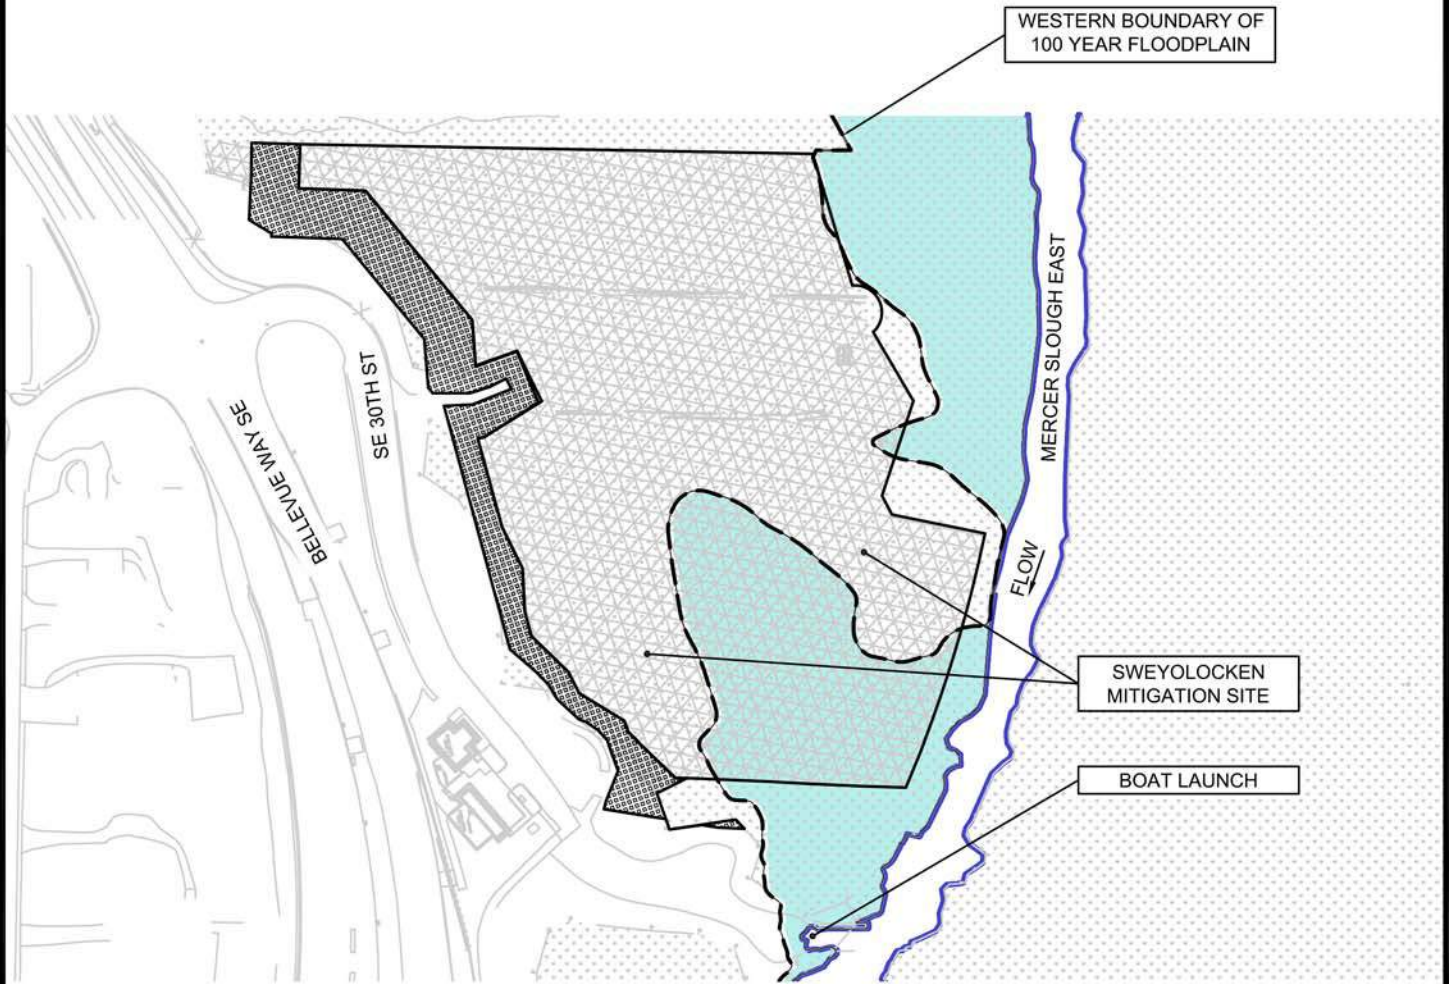 WESTERN BOUNDARY OF
100 YEAR FLOODPLAIN
MERCER SLOUGH EAST
SE 30TH ST
BELLEVUE WAY SE
FLOW
SWEYOLOCKEN
MITIGATION SITE
BOAT LAUNCH